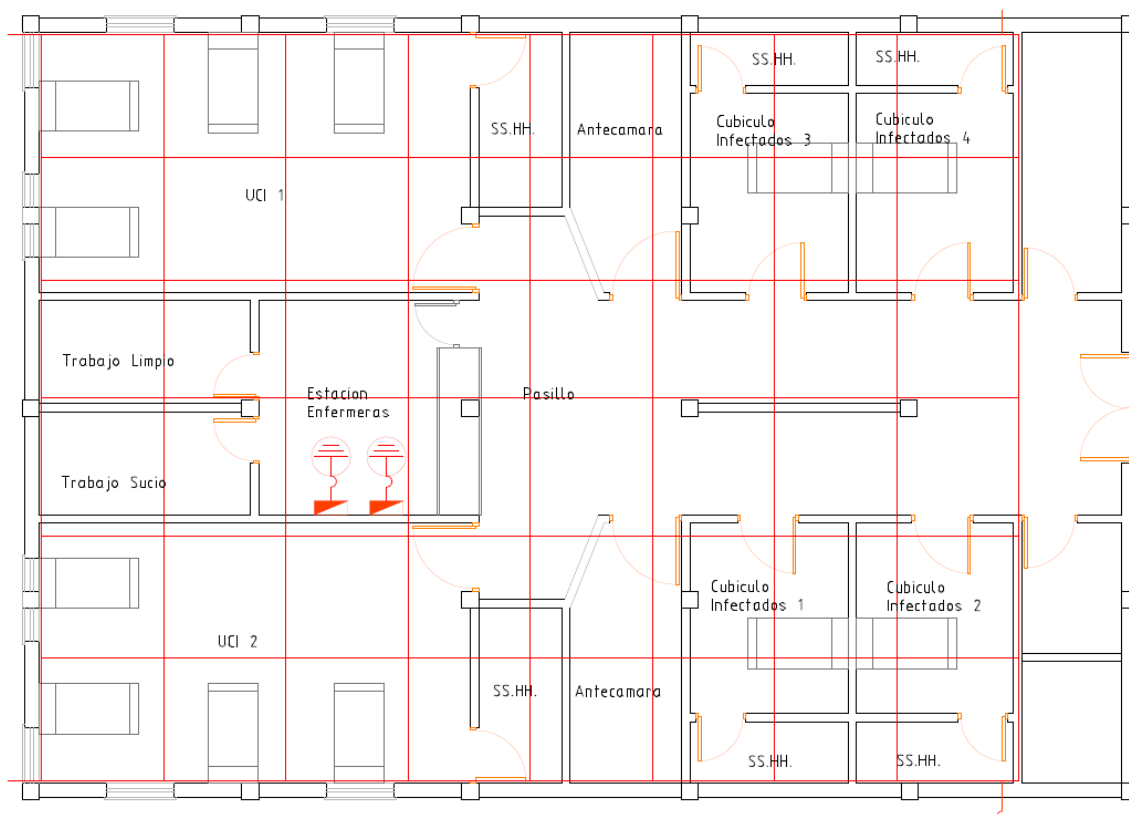 SS.HH.
SS.HH.
SS.HH.
Antecamara
Cubiculo
Infectados 3
Cubiculo
Infectados 4
UCI 1
Trabajo Limpio
Estacion
Enfermeras
Pasillo
Trabajo Sucio
Cubiculo
Infectados 1
Cubiculo
Infectados 2
UCI 2
SS.HH.
Antecamara
SS.HH.
SS.HH.